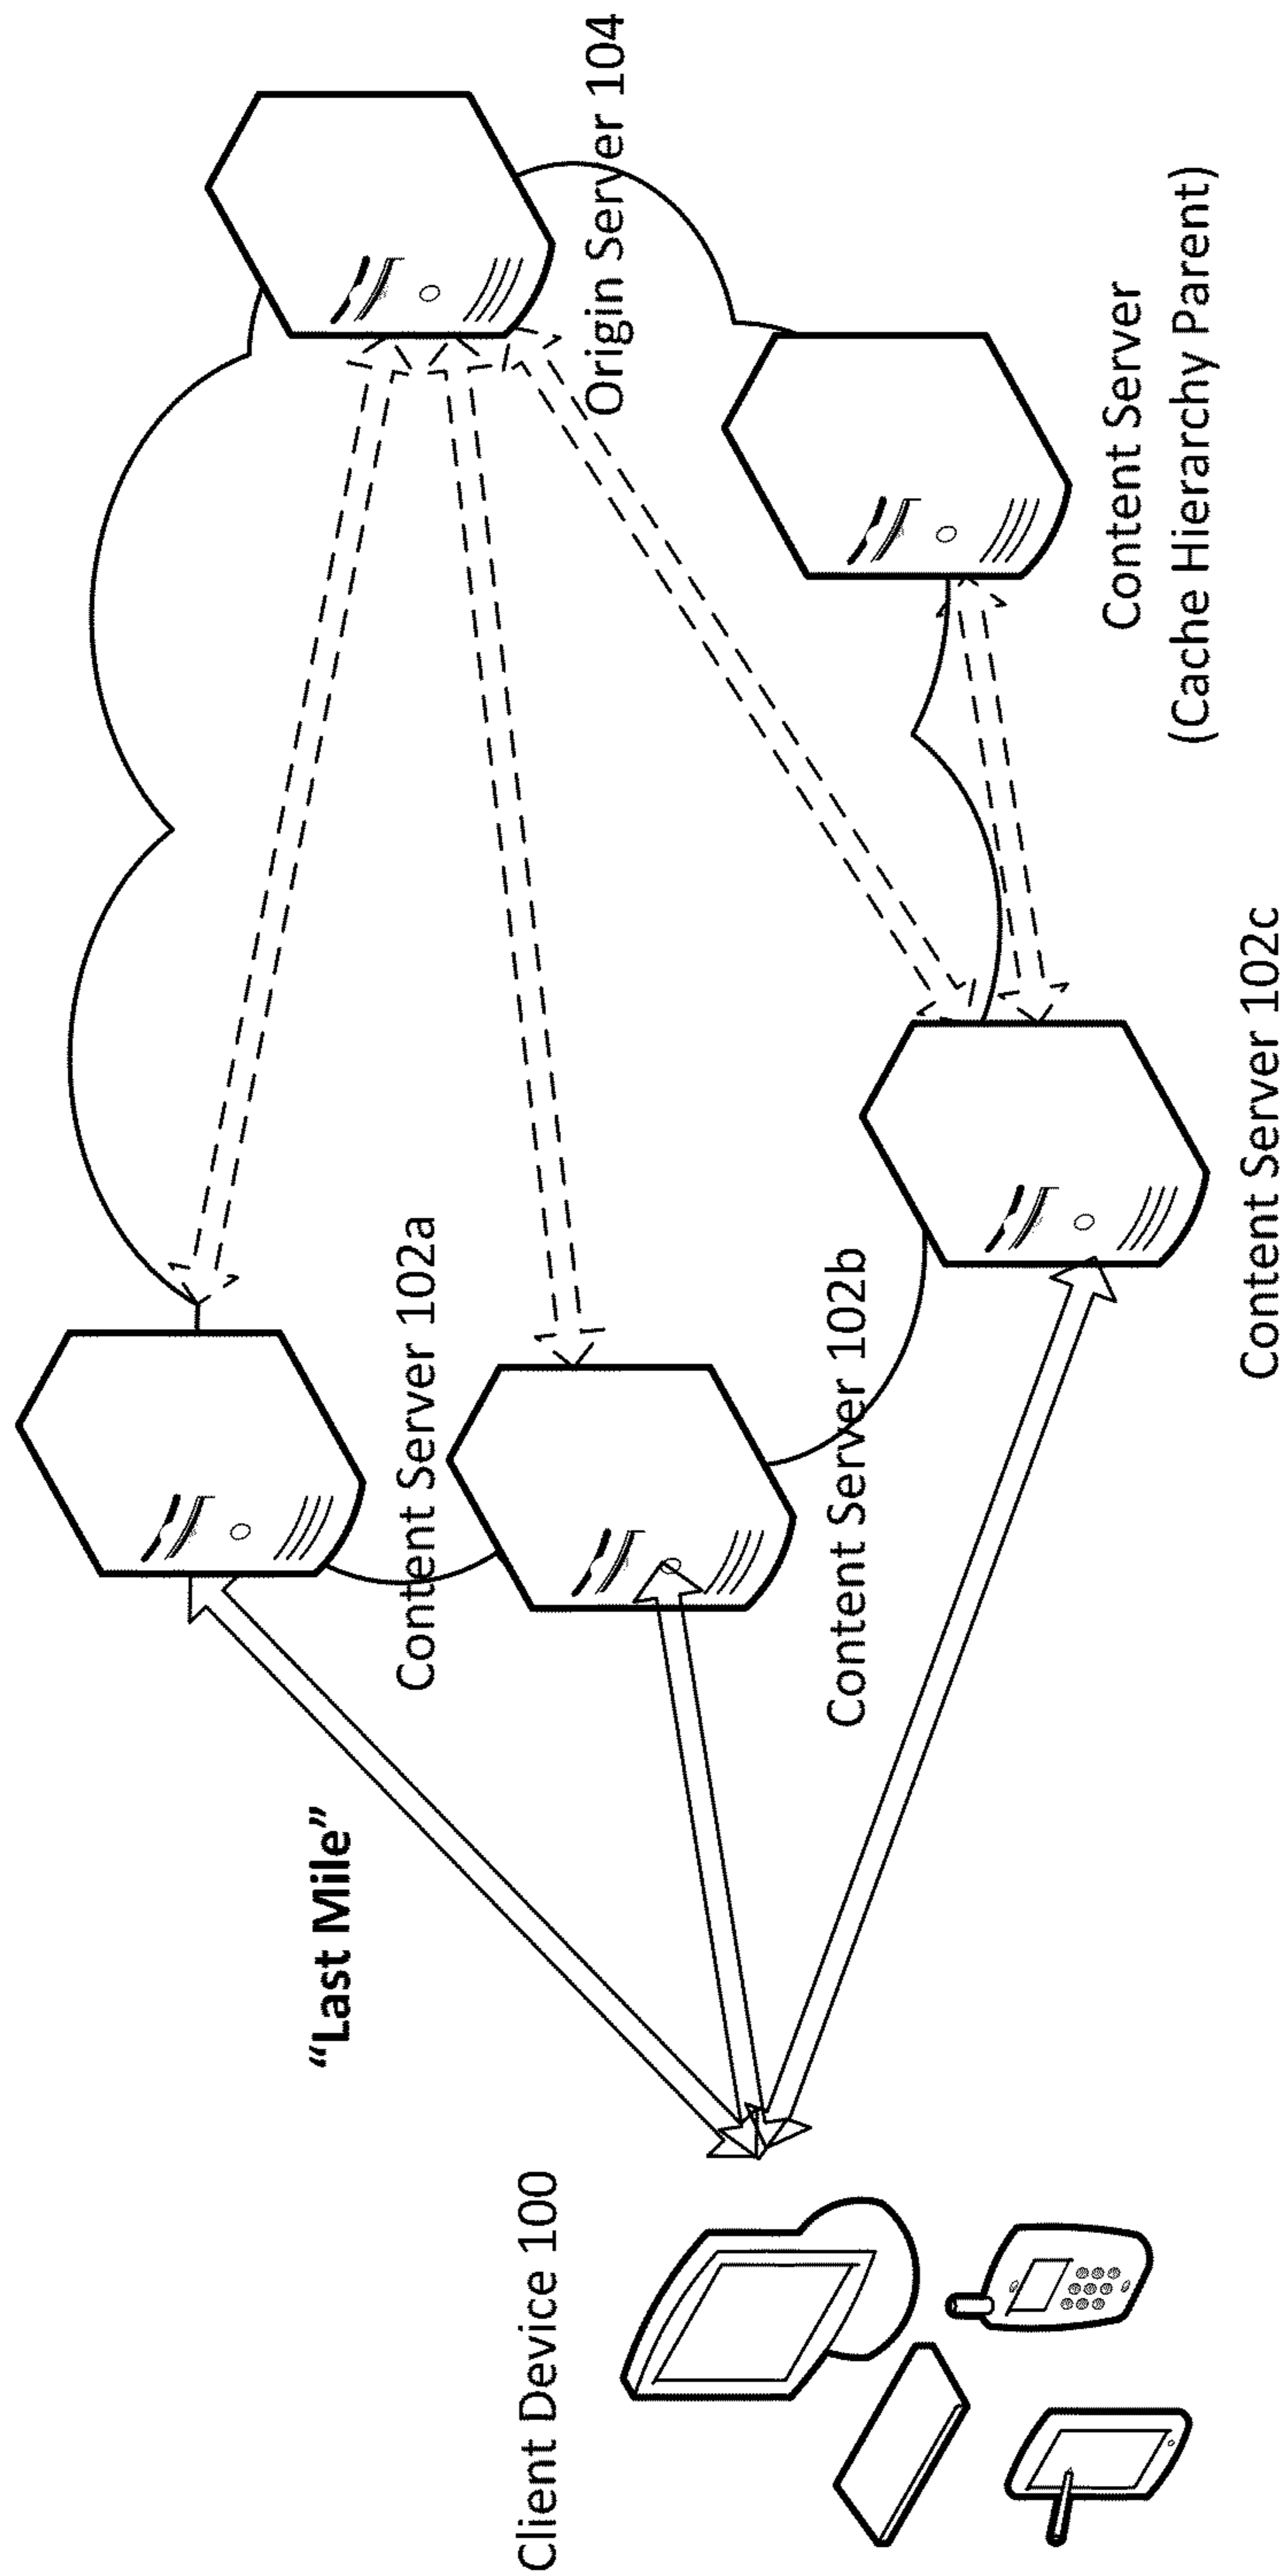 Client Device 100
“Last Mile”
Content Server 102a
Content Server 102b
Content Server 102c
Origin Server 104
Content Server
(Cache Hierarchy Parent)